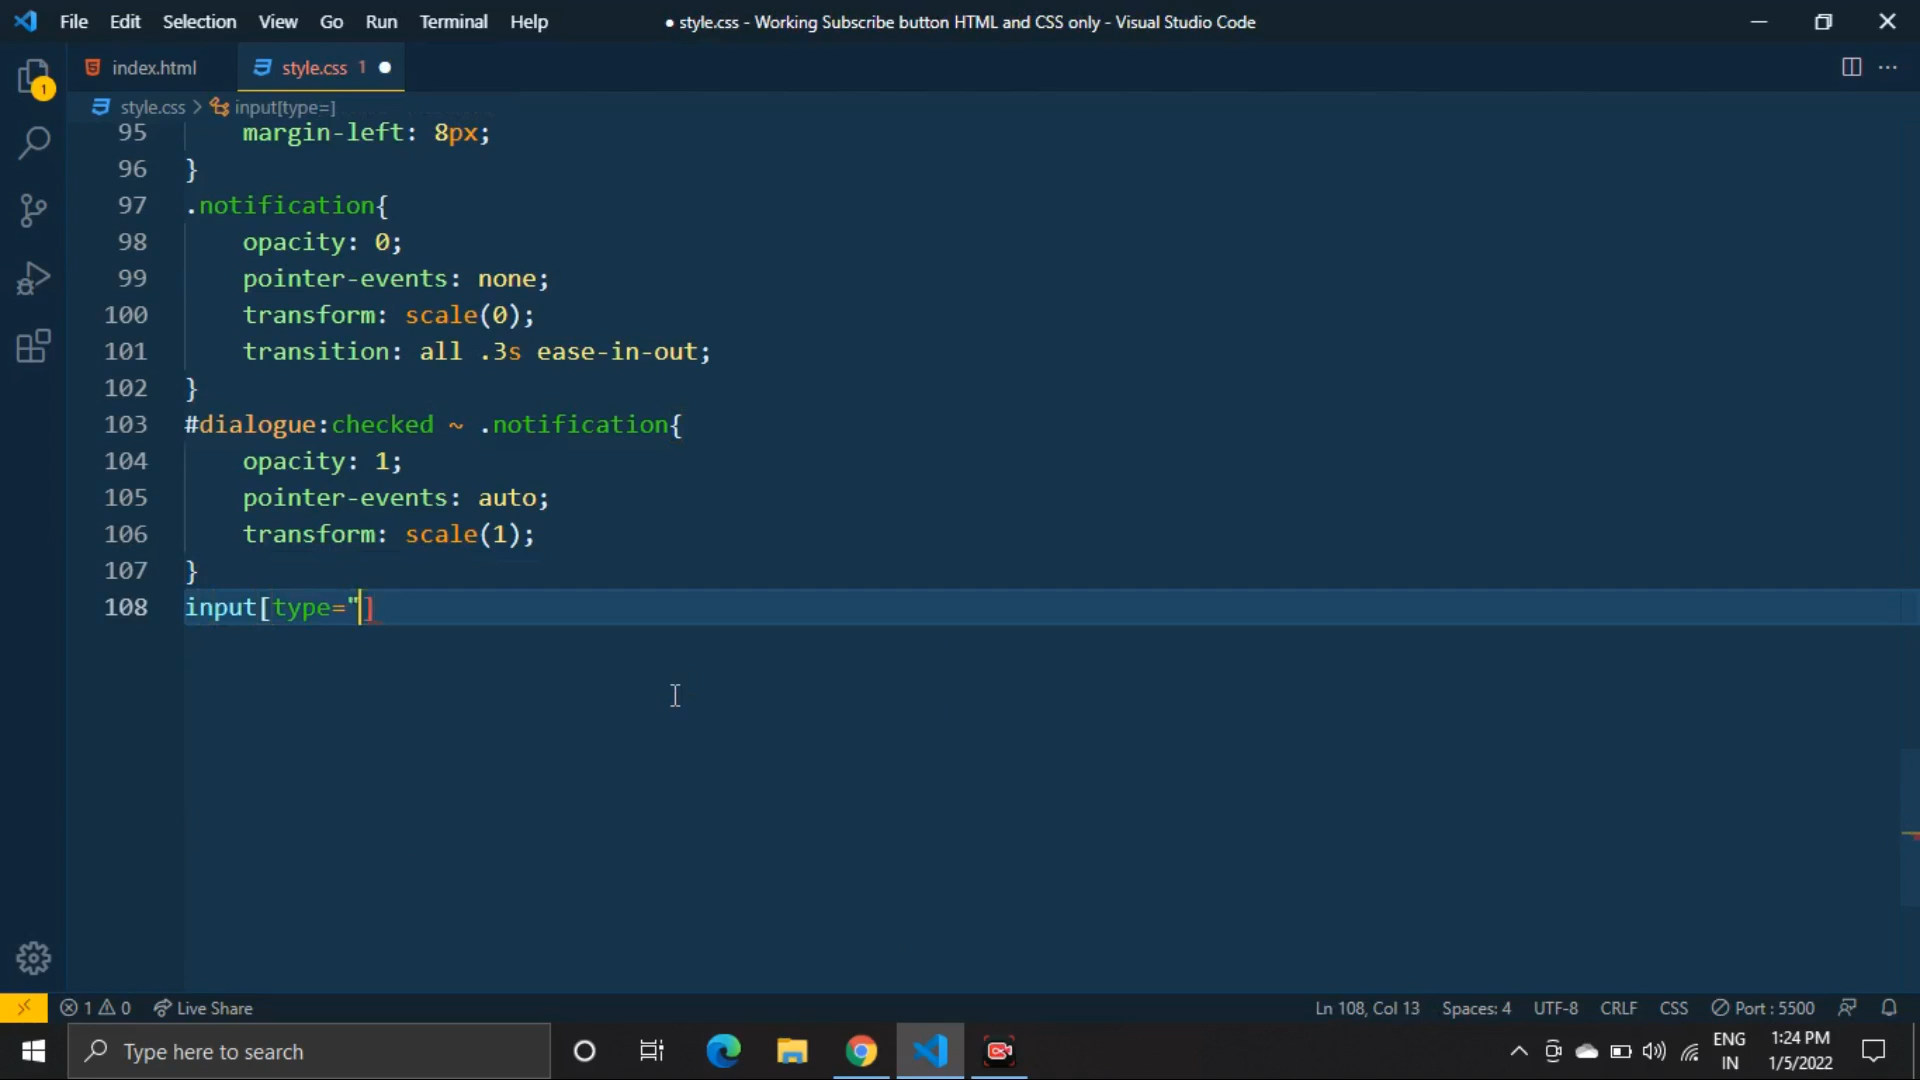 File Edit Selection View Go Run Terminal Help ● style.css - Working Subscribe button HTML and CSS only - Visual Studio Code
index.html style.css 1
style.css > input[type=]
95 margin-left: 8px;
96 }
97 .notification{
98 opacity: 0;
99 pointer-events: none;
100 transform: scale(0);
101 transition: all .3s ease-in-out;
102 }
103 #dialogue:checked ~ .notification{
104 opacity: 1;
105 pointer-events: auto;
106 transform: scale(1);
107 }
108 input[type="]
1
1 0 Live Share Ln 108, Col 13 Spaces: 4 UTF-8 CRLF CSS Port : 5500
Type here to search ENG 1:24 PM
IN 1/5/2022